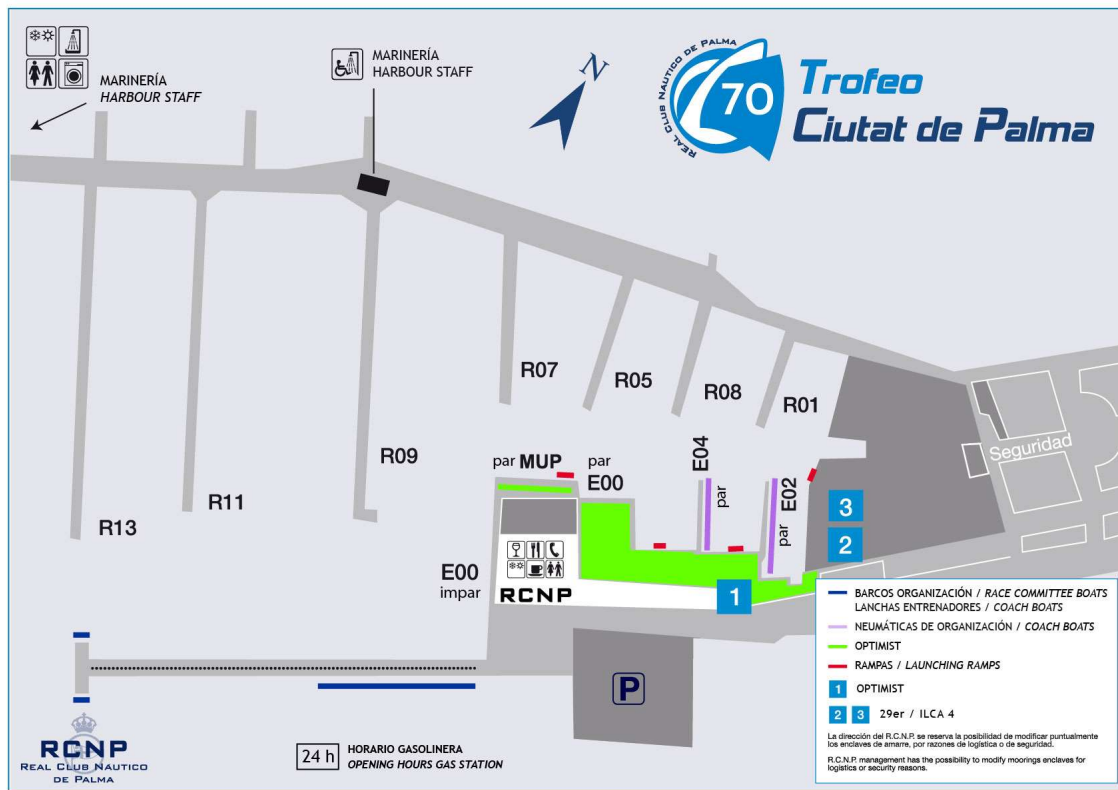 MARINERÍA
HARBOUR STAFF
MARINERÍA
HARBOUR STAFF
N
REAL CLUB NAUTICO DE PALMA
70
Trofeo
Ciutat de Palma
R13
R11
R09
R07
R05
R08
R01
par MUP
par
E00
E04
par
E02
par
Seguridad
3
2
E00
impar
RCNP
1
P
RCNP
REAL CLUB NAUTICO
DE PALMA
24 h
HORARIO GASOLINERA
OPENING HOURS GAS STATION
BARCOS ORGANIZACIÓN / RACE COMMITTEE BOATS
LANCHAS ENTRENADORES / COACH BOATS
NEUMÁTICAS DE ORGANIZACIÓN / COACH BOATS
OPTIMIST
RAMPAS / LAUNCHING RAMPS
1 OPTIMIST
2 3 29er / ILCA 4
La dirección del R.C.N.P. se reserva la posibilidad de modificar puntualmente
los enclaves de amarre, por razones de logística o de seguridad.
R.C.N.P. management has the possibility to modify moorings enclaves for
logistics or security reasons.